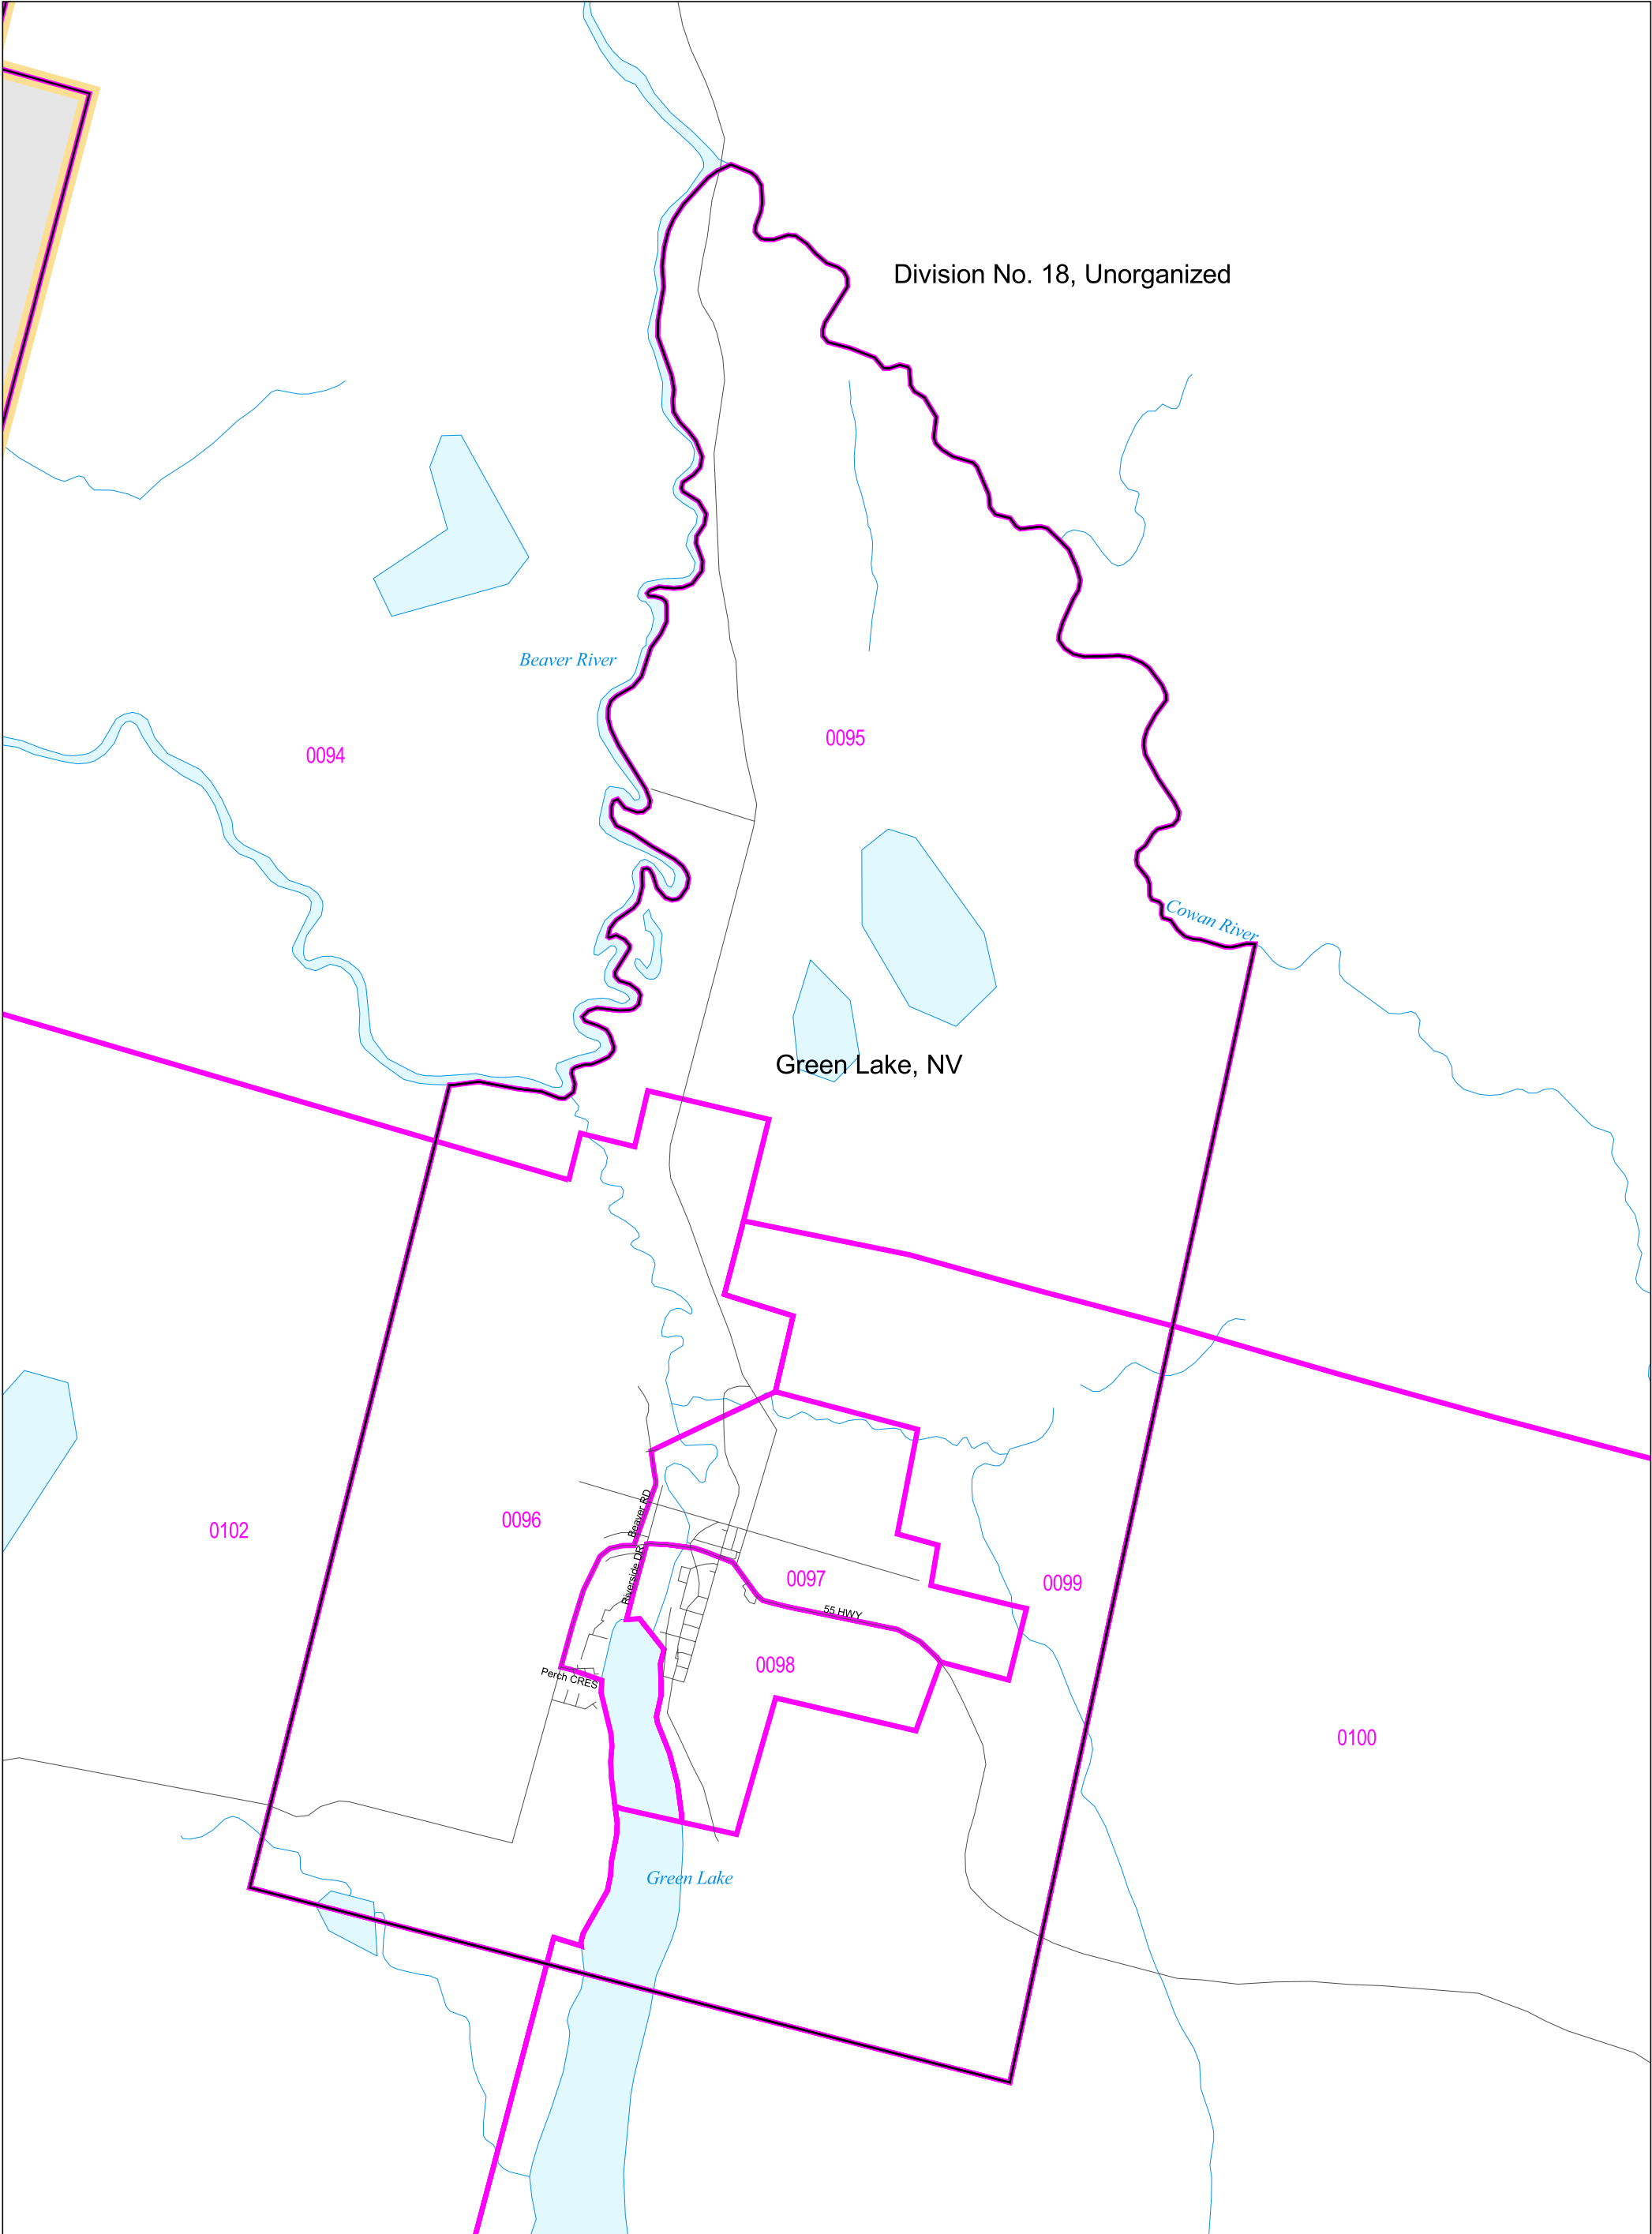 Division No. 18, Unorganized
Beaver River
0095
0094
Cowan River
Green Lake, NV
Beaver RD
0096
0102
Riverside DR
0097
0099
55 HWY
0098
Perch CRES
0100
Green Lake